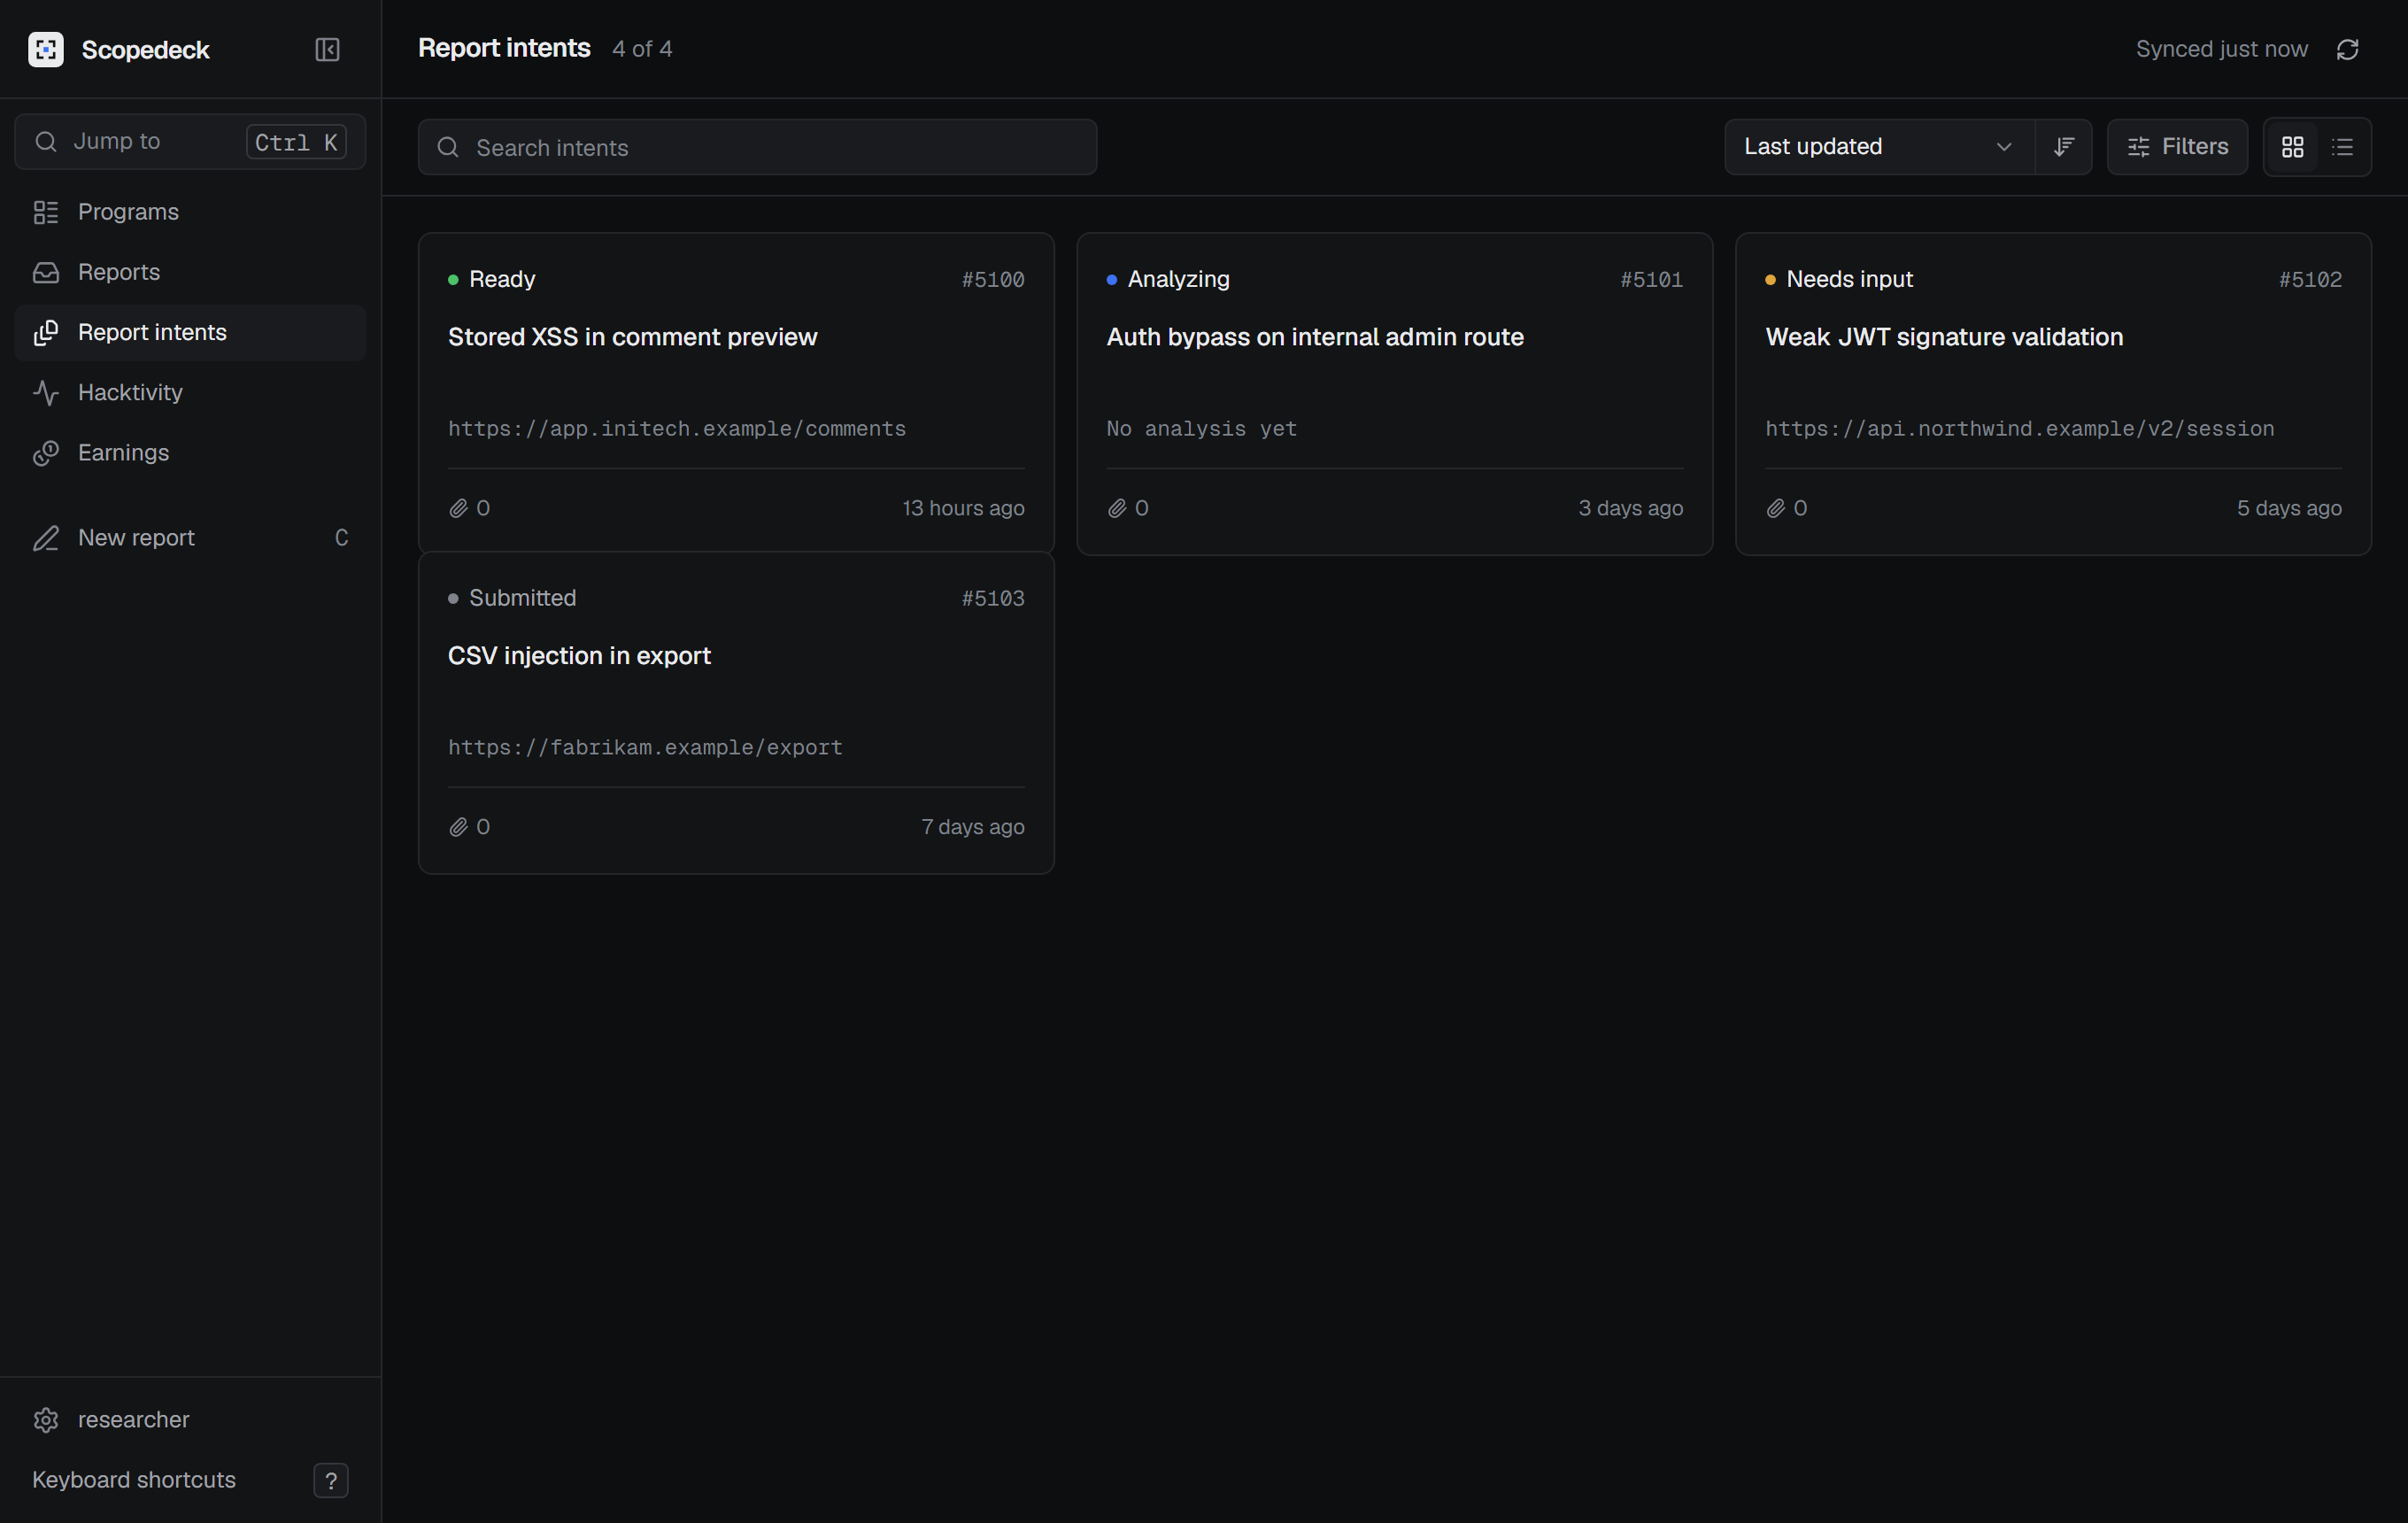 Scopedeck
Jump to Ctrl K
Programs
Reports
Report intents
Hacktivity
Earnings
New report C
researcher
Keyboard shortcuts ?
Report intents 4 of 4
Synced just now
Search intents
Last updated
Filters
Ready #5100
Stored XSS in comment preview
https://app.initech.example/comments
0 13 hours ago
Analyzing #5101
Auth bypass on internal admin route
No analysis yet
0 3 days ago
Needs input #5102
Weak JWT signature validation
https://api.northwind.example/v2/session
0 5 days ago
Submitted #5103
CSV injection in export
https://fabrikam.example/export
0 7 days ago